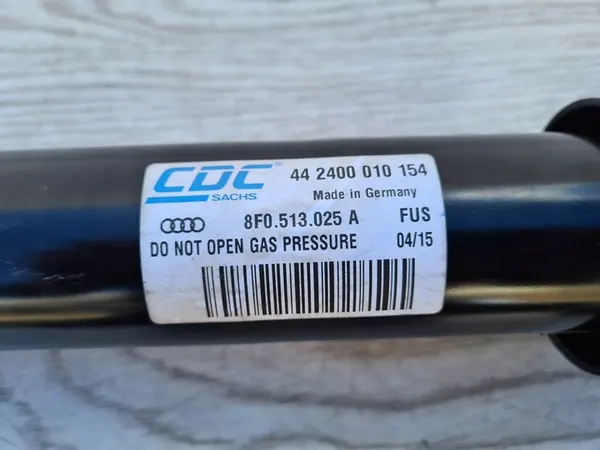 CDC® 44 2400 010 154
SACHS Made in Germany
8F0.513.025 A FUS
DO NOT OPEN GAS PRESSURE 04/15